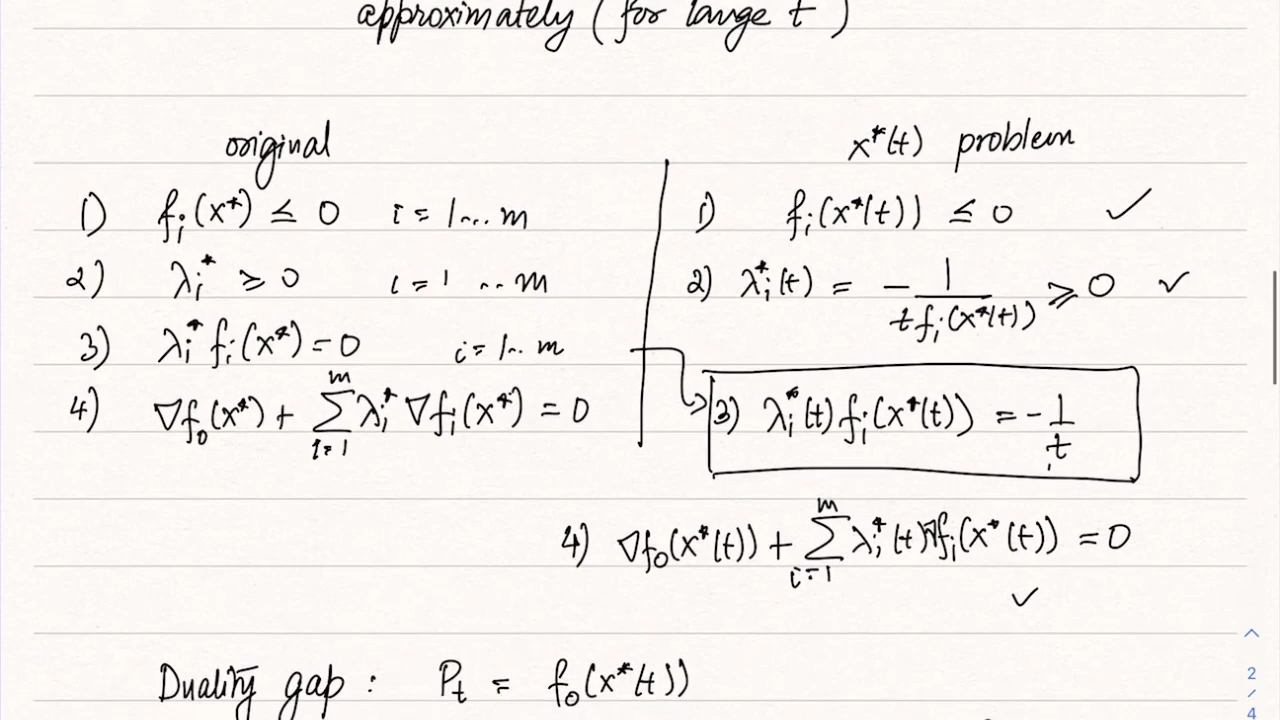 approximately (for large t)
original
1) fᵢ(x*) ≤ 0 i = 1... m
2) λᵢ* ≥ 0 i = 1 .. m
3) λᵢ* fᵢ(x*) = 0 i = 1.. m
4) ∇f₀(x*) + Σᵢ₌₁ᵐ λᵢ* ∇fᵢ(x*) = 0
x*(t) problem
1) fᵢ(x*(t)) ≤ 0 ✓
2) λᵢ*(t) = - 1/(t fᵢ(x*(t))) ≥ 0 ✓
3) λᵢ*(t) fᵢ(x*(t)) = - 1/t
4) ∇f₀(x*(t)) + Σᵢ₌₁ᵐ λᵢ*(t) ∇fᵢ(x*(t)) = 0
✓
Duality gap : Pₜ = f₀(x*(t))
2
/
4